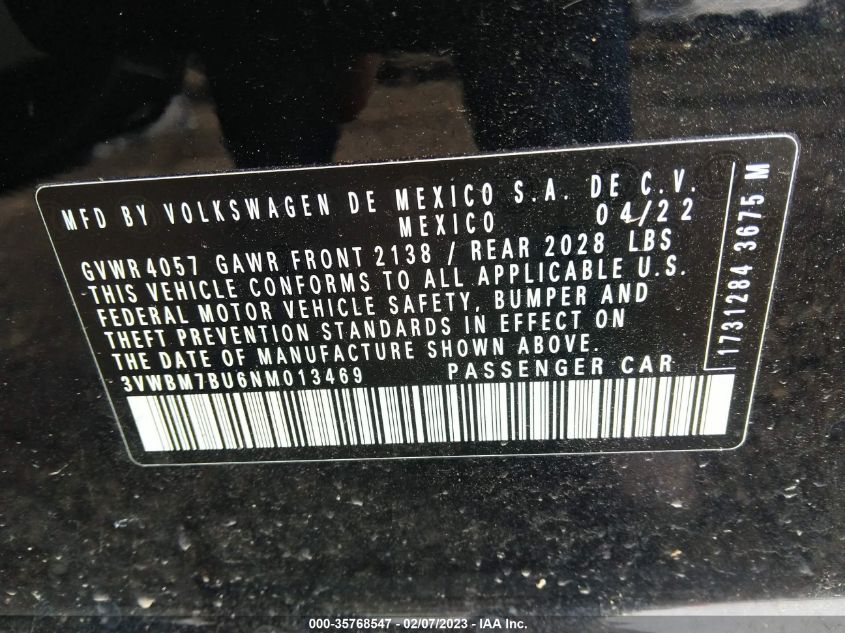 MFD BY VOLKSWAGEN DE MEXICO S.A. DE C.V.
MEXICO 04/22
GVWR 4057 GAWR FRONT 2138 / REAR 2028 LBS
THIS VEHICLE CONFORMS TO ALL APPLICABLE U.S.
FEDERAL MOTOR VEHICLE SAFETY, BUMPER AND
THEFT PREVENTION STANDARDS IN EFFECT ON
THE DATE OF MANUFACTURE SHOWN ABOVE.
3VWBM7BU6NM013469 PASSENGER CAR
1731284 3675 M
000-35768547 - 02/07/2023 - © IAA Inc.